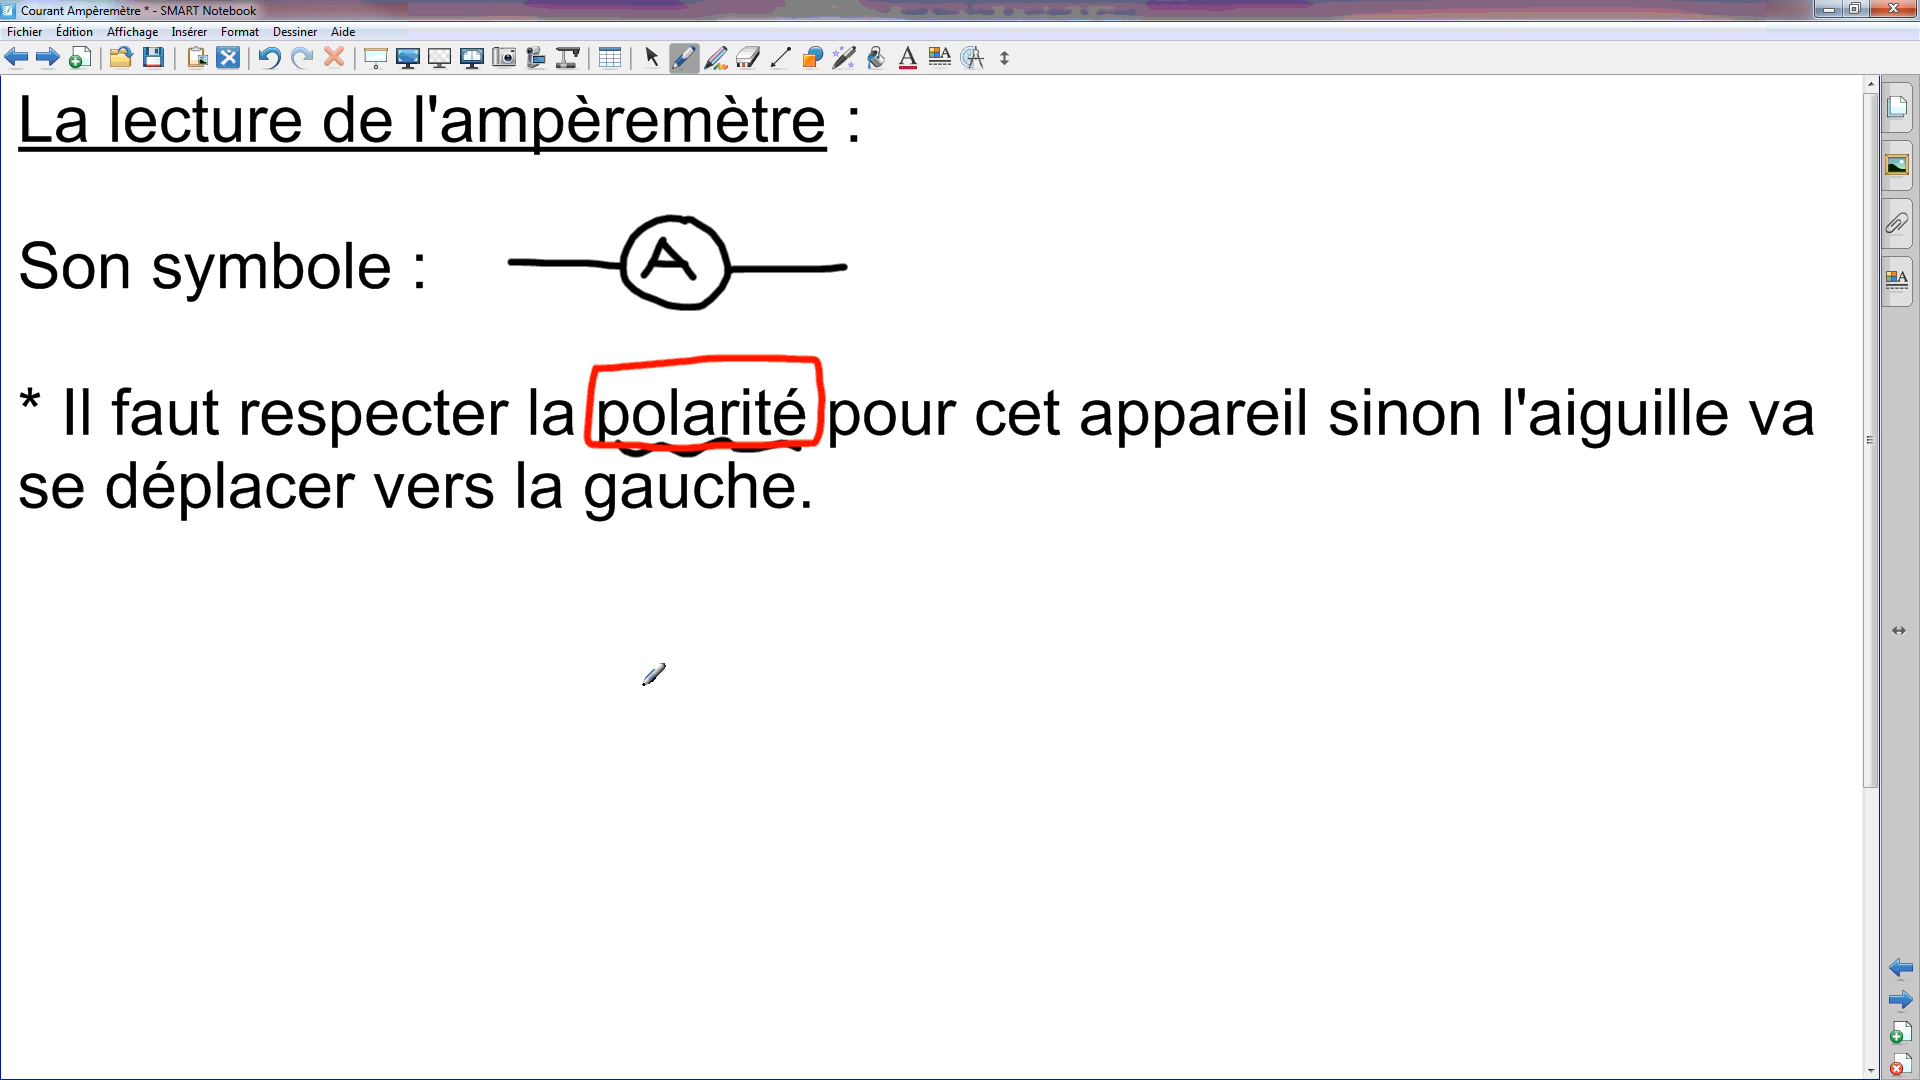 Courant Ampèremètre * - SMART Notebook
Fichier Édition Affichage Insérer Format Dessiner Aide
La lecture de l'ampèremètre :
Son symbole : A
* Il faut respecter la polarité pour cet appareil sinon l'aiguille va
se déplacer vers la gauche.